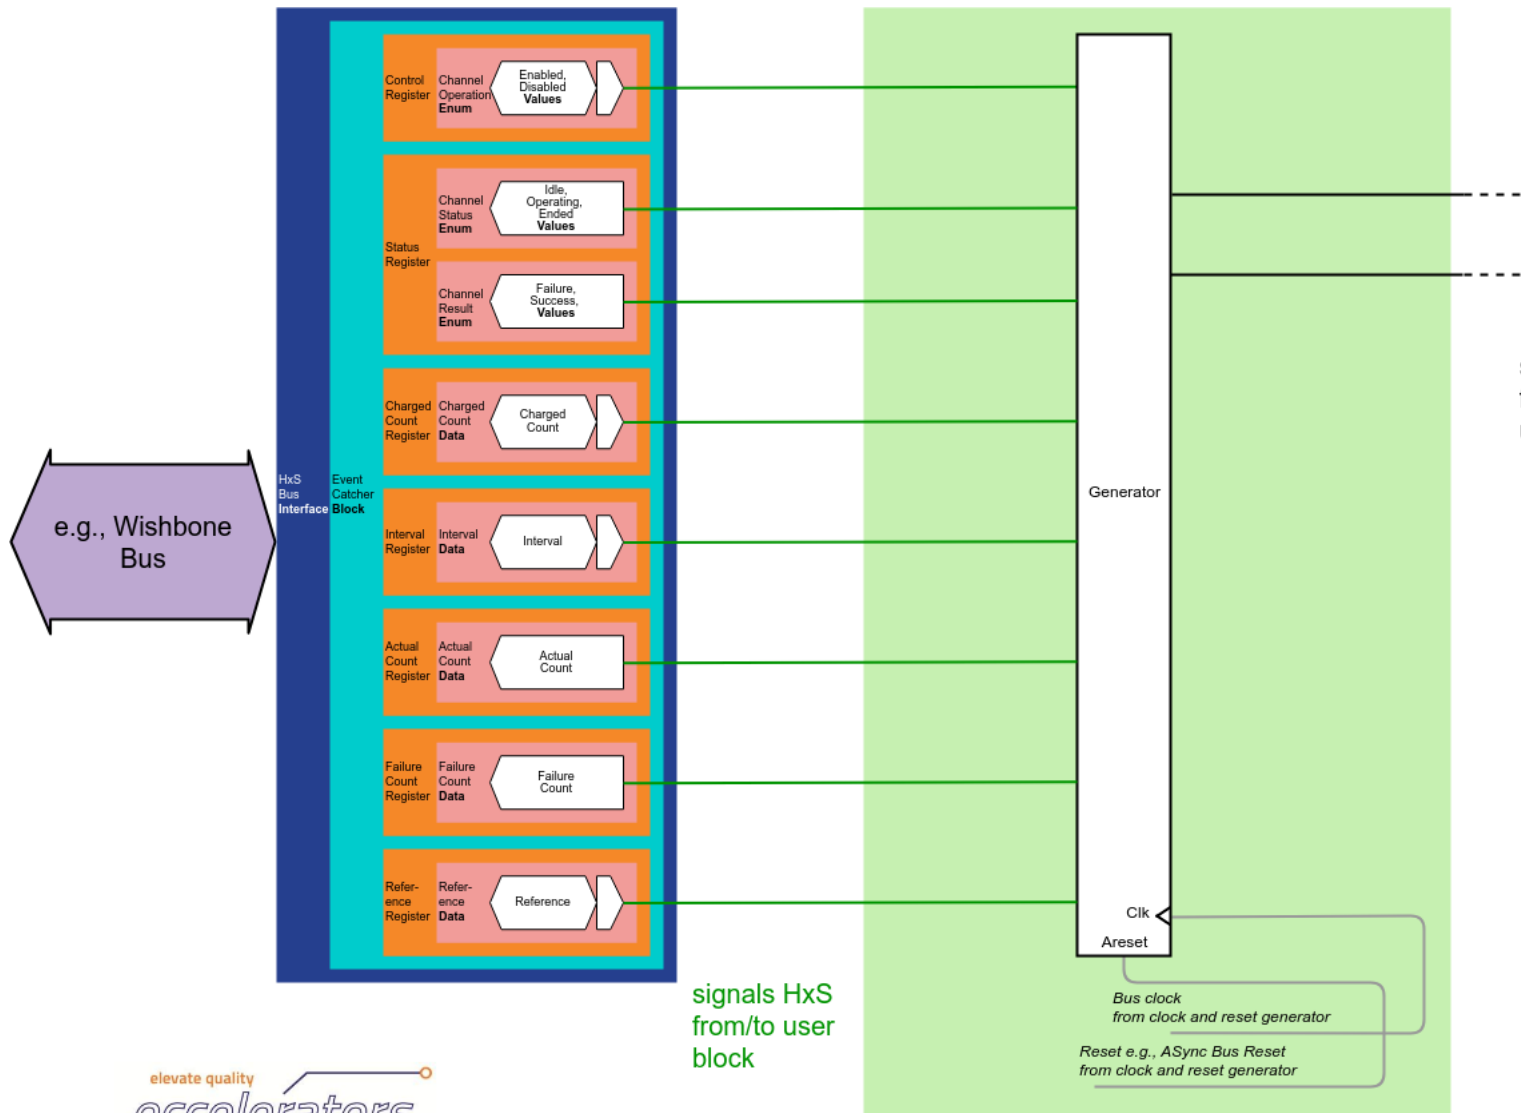 Control
Register
Channel
Operation
Enum
Enabled,
Disabled
Values
Status
Register
Channel
Status
Enum
Idle,
Operating,
Ended
Values
Channel
Result
Enum
Failure,
Success,
Values
Charged
Count
Register
Charged
Count
Data
Charged
Count
HxS
Bus
Interface
Event
Catcher
Block
e.g., Wishbone
Bus
Interval
Register
Interval
Data
Interval
Actual
Count
Register
Actual
Count
Data
Actual
Count
Failure
Count
Register
Failure
Count
Data
Failure
Count
Refer-
ence
Register
Refer-
ence
Data
Reference
Generator
Clk
Areset
Bus clock
from clock and reset generator
Reset e.g., ASync Bus Reset
from clock and reset generator
signals HxS
from/to user
block
elevate quality
accelerators